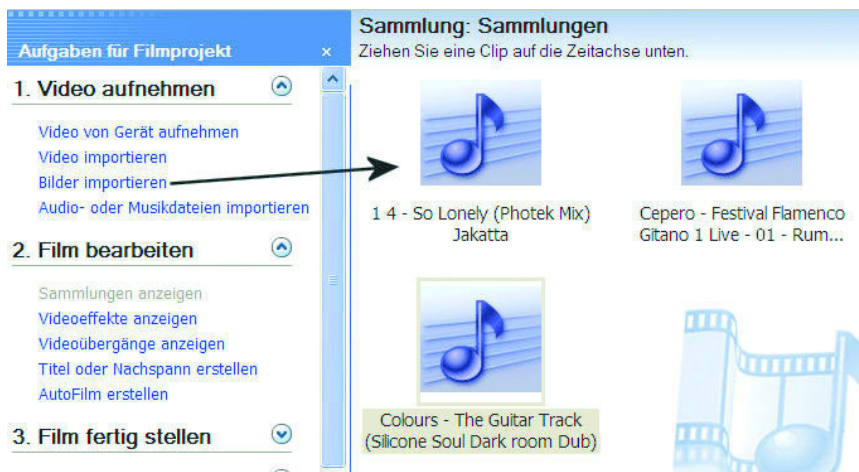 Aufgaben für Filmprojekt
1. Video aufnehmen
Video von Gerät aufnehmen
Video importieren
Bilder importieren
Audio- oder Musikdateien importieren
2. Film bearbeiten
Sammlungen anzeigen
Videoeffekte anzeigen
Videoübergänge anzeigen
Titel oder Nachspann erstellen
AutoFilm erstellen
3. Film fertig stellen
Sammlung: Sammlungen
Ziehen Sie eine Clip auf die Zeitachse unten.
1 4 - So Lonely (Photek Mix)
Jakatta
Cepero - Festival Flamenco
Gitano 1 Live - 01 - Rum...
Colours - The Guitar Track
(Silicone Soul Dark room Dub)